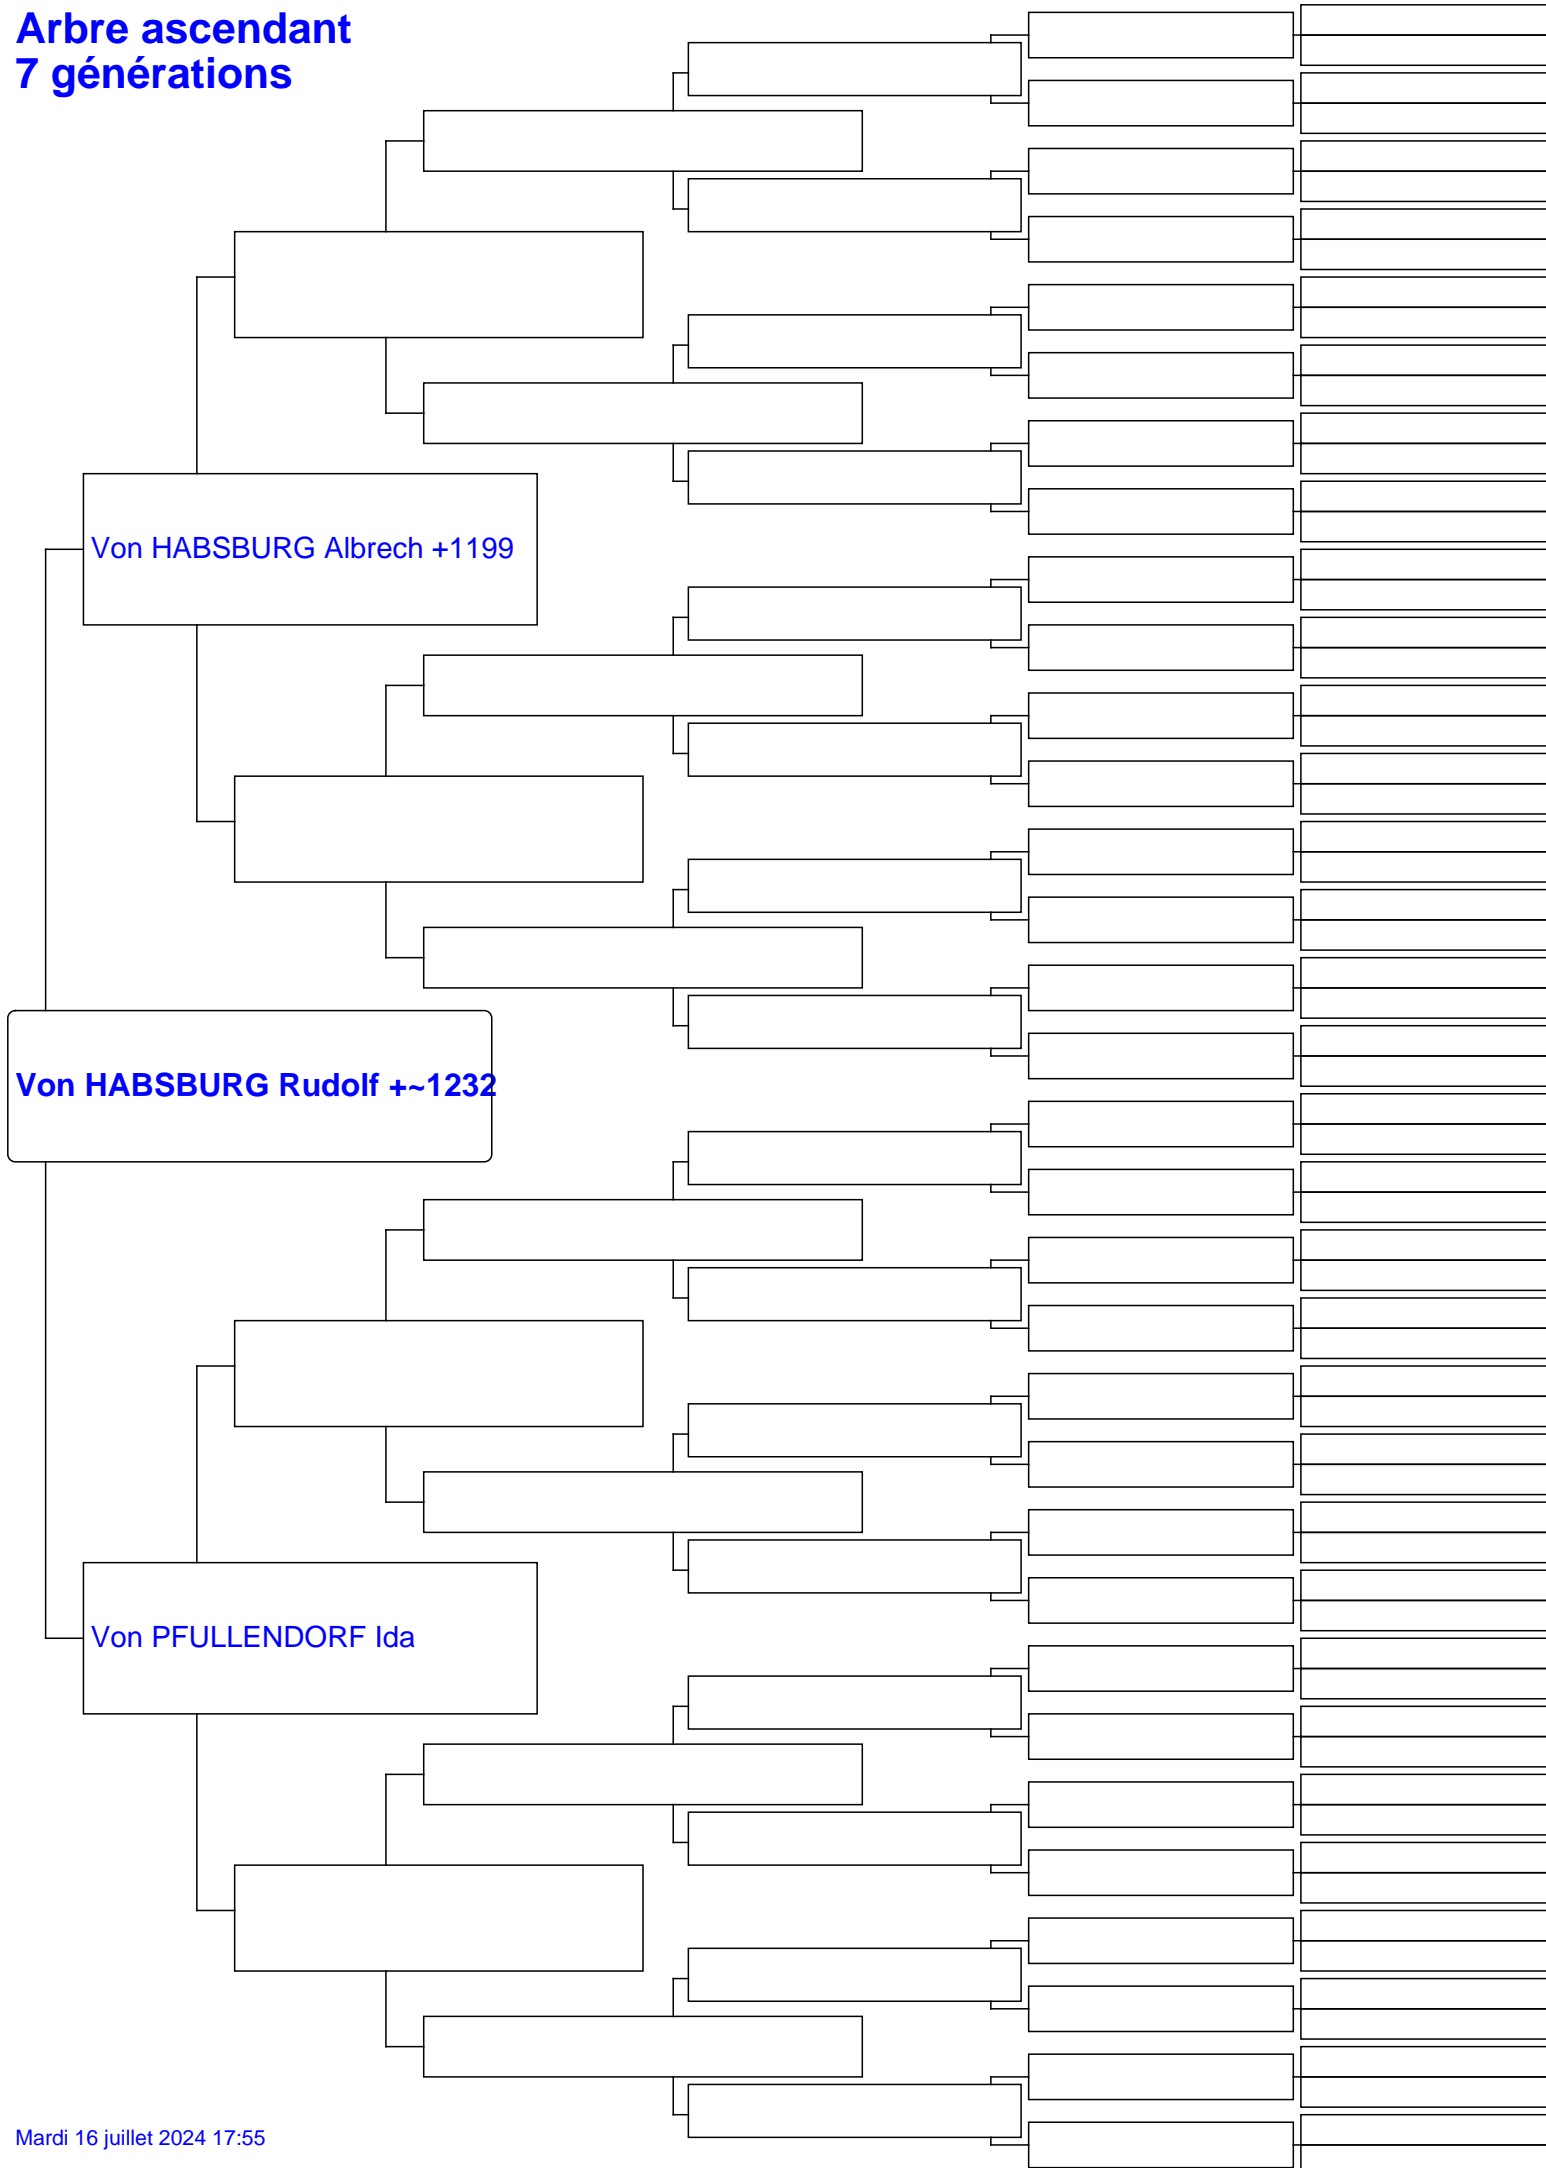 Arbre ascendant
7 générations
Von HABSBURG Albrech +1199
Von HABSBURG Rudolf +~1232
Von PFULLENDORF Ida
Mardi 16 juillet 2024 17:55